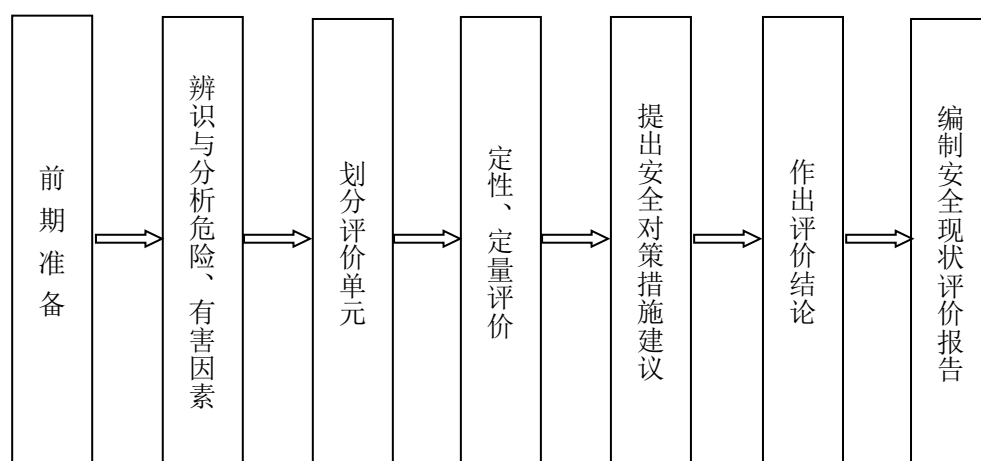 前期准备
辨识与分析危险、有害因素
划分评价单元
定性、定量评价
提出安全对策措施建议
作出评价结论
编制安全现状评价报告